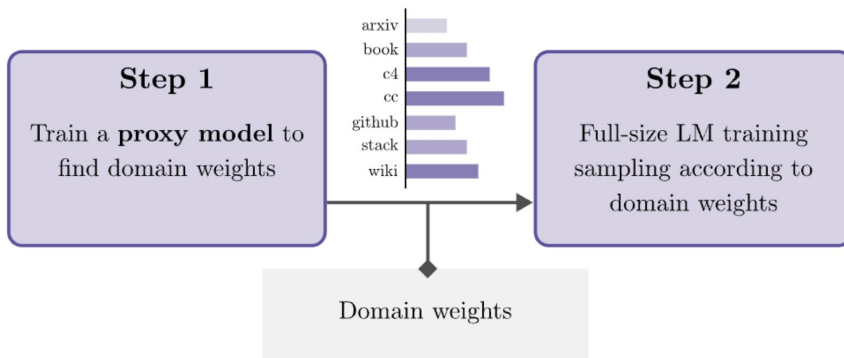 Step 1
Train a proxy model to
find domain weights
arxiv
book
c4
cc
github
stack
wiki
Step 2
Full-size LM training
sampling according to
domain weights
Domain weights